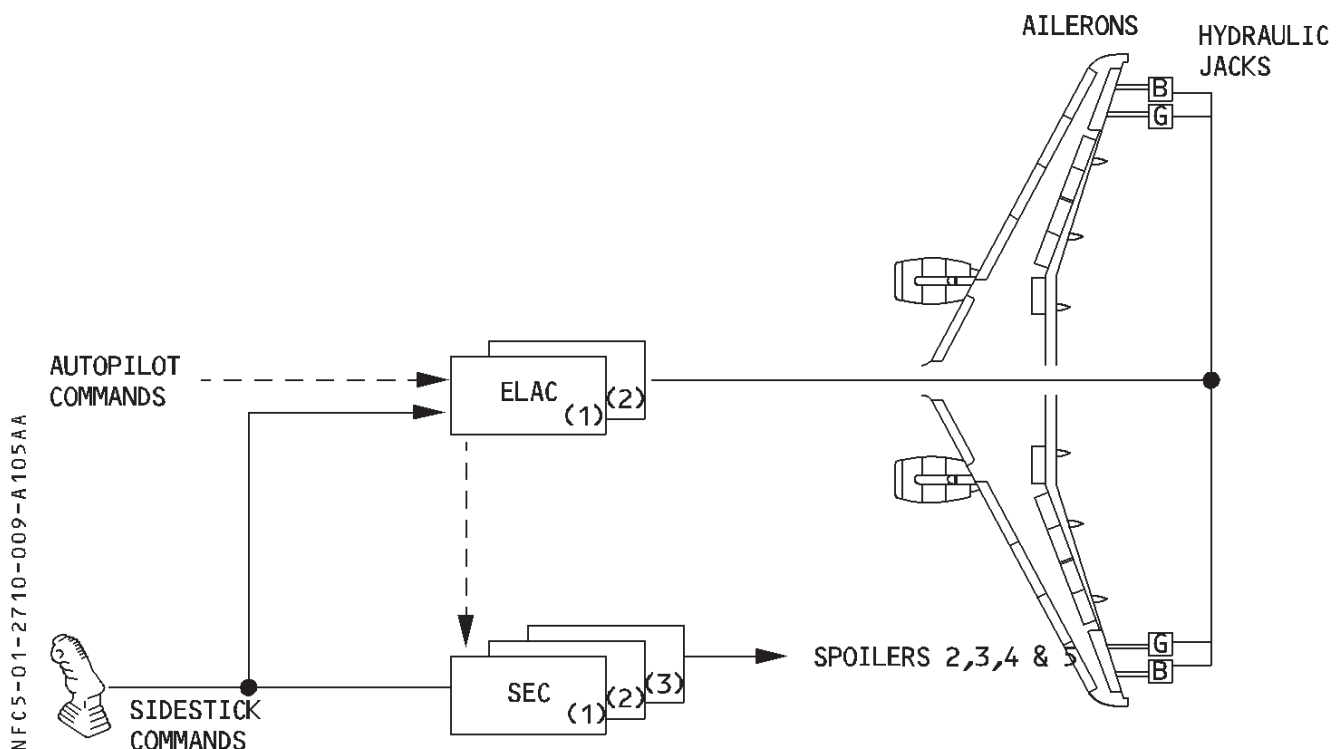 AILERONS
HYDRAULIC
JACKS
B
G
AUTOPILOT
COMMANDS
ELAC
(1)
(2)
NFC5-01-2710-009-A105AA
G
B
SPOILERS 2,3,4 & 5
SEC
(1)
(2)
(3)
SIDESTICK
COMMANDS